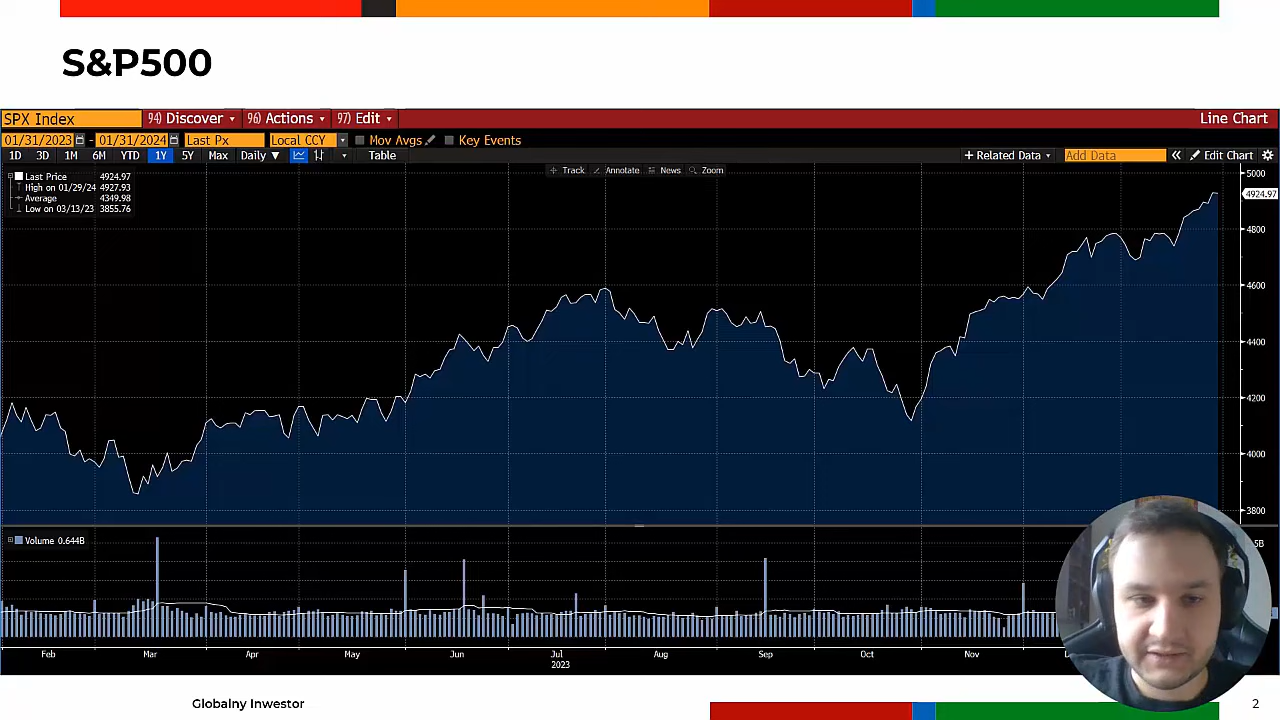 S&P500
SPX Index 94) Discover 96) Actions 97) Edit Line Chart
01/31/2023 - 01/31/2024 Last Px Local CCY Mov Avgs Key Events
1D 3D 1M 6M YTD 1Y 5Y Max Daily ▼ Table + Related Data Add Data « Edit Chart
Track Annotate News Zoom
Last Price 4924.97
High on 01/29/24 4927.93
Average 4349.98
Low on 03/13/23 3855.76
5000
4924.97
4800
4600
4400
4200
4000
3800
Volume 0.644B
Feb Mar Apr May Jun Jul Aug Sep Oct Nov
2023
Globalny Inwestor 2